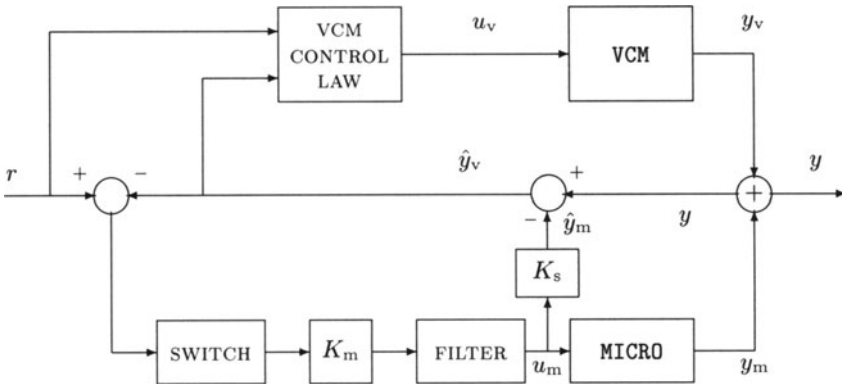 u_v
y_v
VCM
CONTROL
LAW
VCM
r
+
−
ŷ_v
+
y
y
+
−
ŷ_m
K_s
SWITCH
K_m
FILTER
u_m
MICRO
y_m